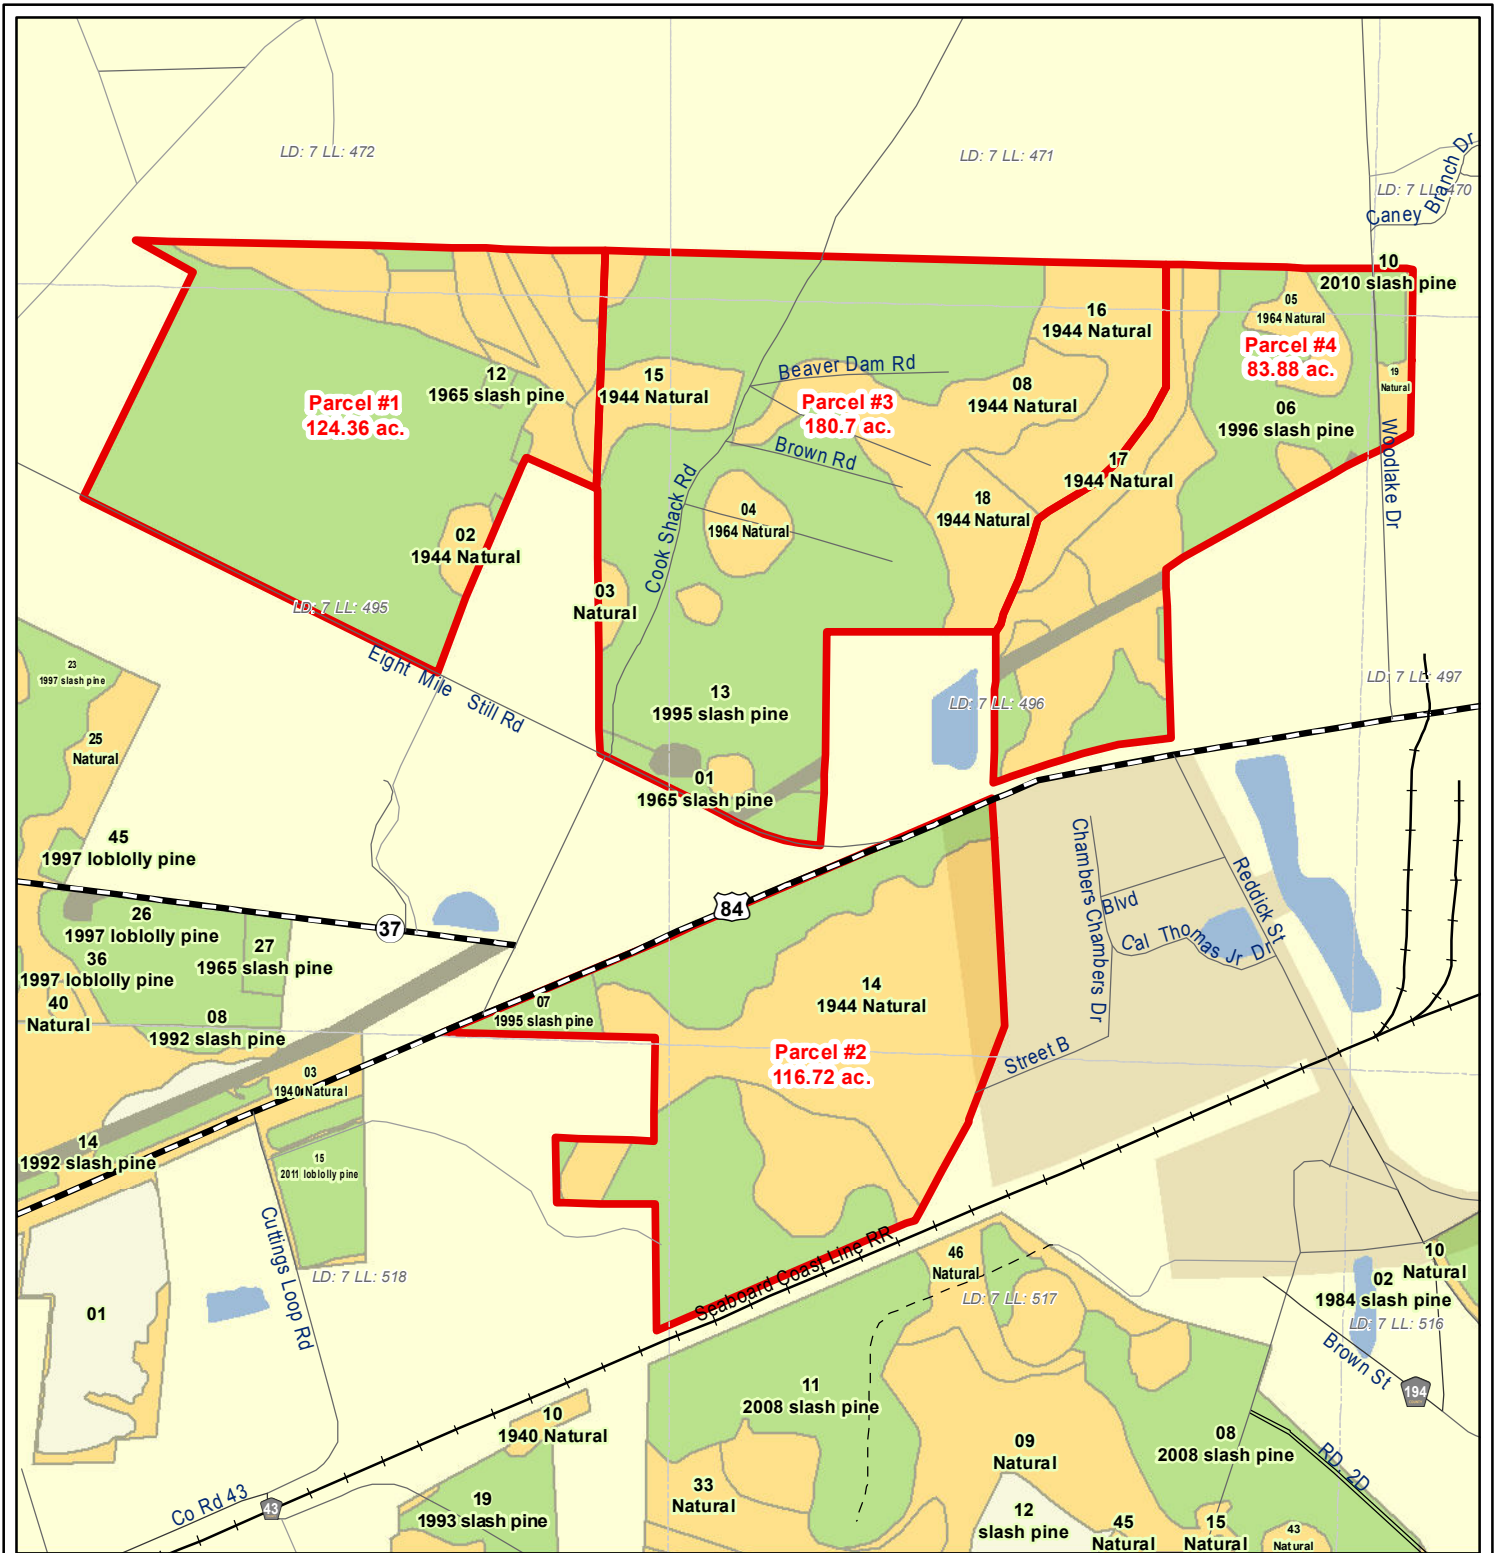 LD: 7 LL: 472
LD: 7 LL: 471
LD: 7 LL: 470
Caney Branch Dr
10
2010 slash pine
05
1964 Natural
Parcel #4
83.88 ac.
19
Natural
06
1996 slash pine
Woodlake Dr
16
1944 Natural
Beaver Dam Rd
08
1944 Natural
12
1965 slash pine
15
1944 Natural
Parcel #1
124.36 ac.
Parcel #3
180.7 ac.
Brown Rd
17
1944 Natural
18
1944 Natural
Cook Shack Rd
04
1964 Natural
02
1944 Natural
03
Natural
LD: 7 LL: 495
Eight Mile Still Rd
23
1997 slash pine
25
Natural
LD: 7 LL: 497
LD: 7 LL: 496
13
1995 slash pine
01
1965 slash pine
45
1997 loblolly pine
Chambers Dr
Chambers Blvd
Reddick St
Cal Thomas Jr Dr
84
37
26
1997 loblolly pine
36
1997 loblolly pine
27
1965 slash pine
40
Natural
08
1992 slash pine
07
1995 slash pine
14
1944 Natural
Street B
Parcel #2
116.72 ac.
03
1940 Natural
14
1992 slash pine
15
2011 loblolly pine
Cuttings Loop Rd
LD: 7 LL: 518
Seaboard Coast Line RR
46
Natural
LD: 7 LL: 517
10
Natural
02
1984 slash pine
LD: 7 LL: 516
Brown St
194
01
11
2008 slash pine
10
1940 Natural
09
Natural
08
2008 slash pine
RD. 2D
33
Natural
Co Rd 43
43
19
1993 slash pine
12
slash pine
45
Natural
15
Natural
43
Natural